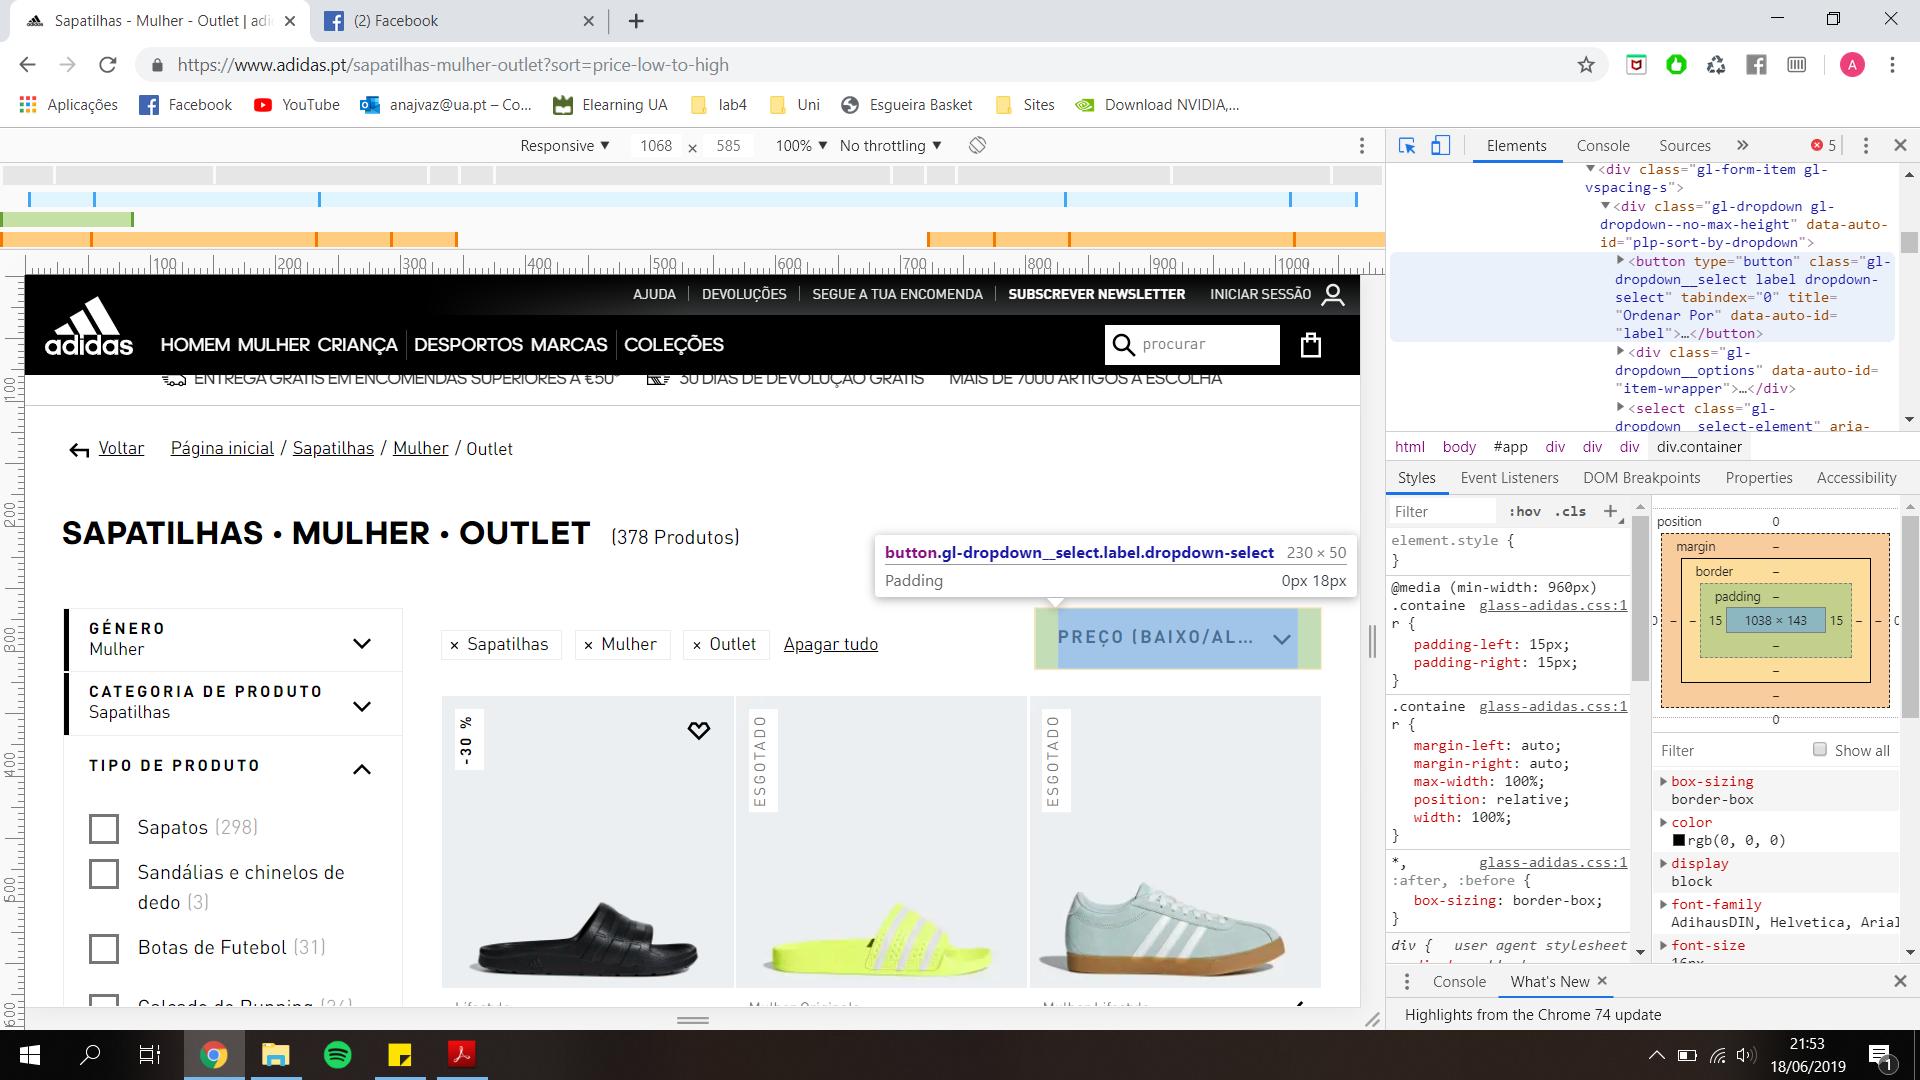 Sapatilhas - Mulher - Outlet | adi
(2) Facebook
https://www.adidas.pt/sapatilhas-mulher-outlet?sort=price-low-to-high
A
Aplicações
Facebook
YouTube
anajvaz@ua.pt – Co...
Elearning UA
lab4
Uni
Esgueira Basket
Sites
Download NVIDIA,...
Responsive ▼ 1068 × 585 100% ▼ No throttling ▼
Elements Console Sources » 5
100 200 300 400 500 600 700 800 900 1000
100
200
300
400
500
600
AJUDA
DEVOLUÇÕES
SEGUE A TUA ENCOMENDA
SUBSCREVER NEWSLETTER
INICIAR SESSÃO
adidas
HOMEM MULHER CRIANÇA
DESPORTOS MARCAS
COLEÇÕES
procurar
ENTREGA GRÁTIS EM ENCOMENDAS SUPERIORES A €50*
30 DIAS DE DEVOLUÇÃO GRÁTIS
MAIS DE 7000 ARTIGOS À ESCOLHA
Voltar
Página inicial / Sapatilhas / Mulher / Outlet
SAPATILHAS • MULHER • OUTLET (378 Produtos)
button.gl-dropdown__select.label.dropdown-select 230 × 50
Padding 0px 18px
GÉNERO
Mulher
CATEGORIA DE PRODUTO
Sapatilhas
TIPO DE PRODUTO
Sapatos (298)
Sandálias e chinelos de
dedo (3)
Botas de Futebol (31)
Calçado de Running (26)
× Sapatilhas
× Mulher
× Outlet
Apagar tudo
PREÇO (BAIXO/AL...
-30 %
ESGOTADO
ESGOTADO
Lifestyle
Mulher Originals
Mulher Lifestyle
▼<div class="gl-form-item gl-
vspacing-s">
▼<div class="gl-dropdown gl-
dropdown--no-max-height" data-auto-
id="plp-sort-by-dropdown">
▶<button type="button" class="gl-
dropdown__select label dropdown-
select" tabindex="0" title=
"Ordenar Por" data-auto-id=
"label">…</button>
▶<div class="gl-
dropdown__options" data-auto-id=
"item-wrapper">…</div>
▶<select class="gl-
dropdown__select-element" aria-
html body #app div div div div.container
Styles Event Listeners DOM Breakpoints Properties Accessibility
Filter :hov .cls +
element.style {
}
@media (min-width: 960px)
.containe glass-adidas.css:1
r {
padding-left: 15px;
padding-right: 15px;
}
.containe glass-adidas.css:1
r {
margin-left: auto;
margin-right: auto;
max-width: 100%;
position: relative;
width: 100%;
}
*, glass-adidas.css:1
:after, :before {
box-sizing: border-box;
}
div { user agent stylesheet
position 0
margin –
border –
padding –
0 – – 15 1038 × 143 15 – – 0
–
–
–
0
Filter Show all
▶box-sizing
border-box
▶color
rgb(0, 0, 0)
▶display
block
▶font-family
AdihausDIN, Helvetica, Arial
▶font-size
16px
Console What's New ×
Highlights from the Chrome 74 update
21:53
18/06/2019
1